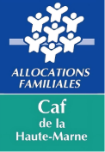 ALLOCATIONS
FAMILIALES
Caf
de la
Haute-Marne